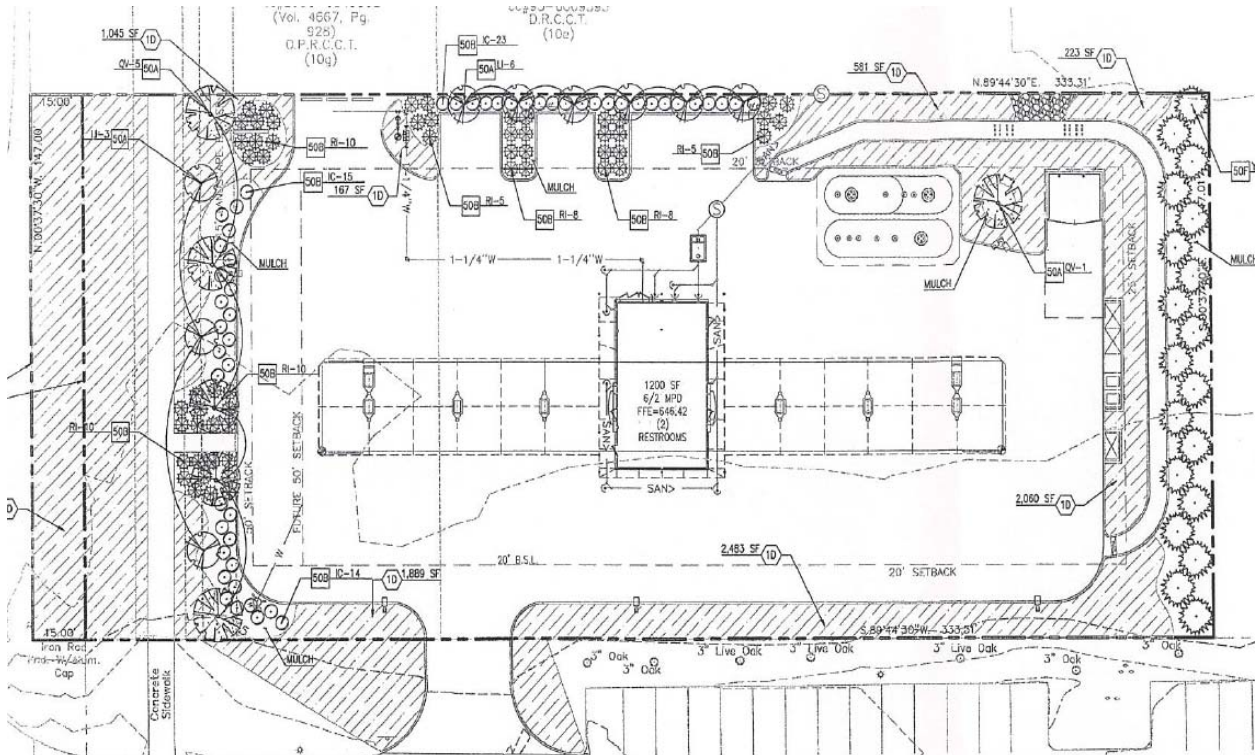 (Vol. 4667, Pg.
928)
O.P.R.C.C.T.
(10g)
D.R.C.C.T.
(10e)
1,045 SF 1D
QV-5 50A
50B IC-23
50A LI-6
561 SF 1D
223 SF 1D
N.89°44'30"E. 333.31'
15:00'
N.00°37'30"W. 147.00'
LI-3 50A
50B RI-10
50B IC-15
167 SF 1D
1-1/4"W
50B RI-5
MULCH
50B RI-8
50B RI-8
RI-5 50B
20' SETBACK
SAN>
S
S
50F
MULCH
1-1/4"W
1-1/4"W
MULCH
50A QV-1
25' SETBACK
MULCH
50B RI-10
RI-10 50B
1200 SF
6/2 MPD
FFE=646.42
(2)
RESTROOMS
SAN>
SAN>
SAN>
SETBACK
FUTURE 50' SETBACK
W
2,060 SF 1D
2,483 SF 1D
20' B.S.L.
20' SETBACK
50B IC-14
1D 1,889 SF
15:00'
S.89°44'30"W. 333.31'
Iron Rod
Cap
MULCH
Concrete
Sidewalk
3" Oak
3" Oak
3" Live Oak
3" Live Oak
3" Live Oak
3" Oak
3" Oak